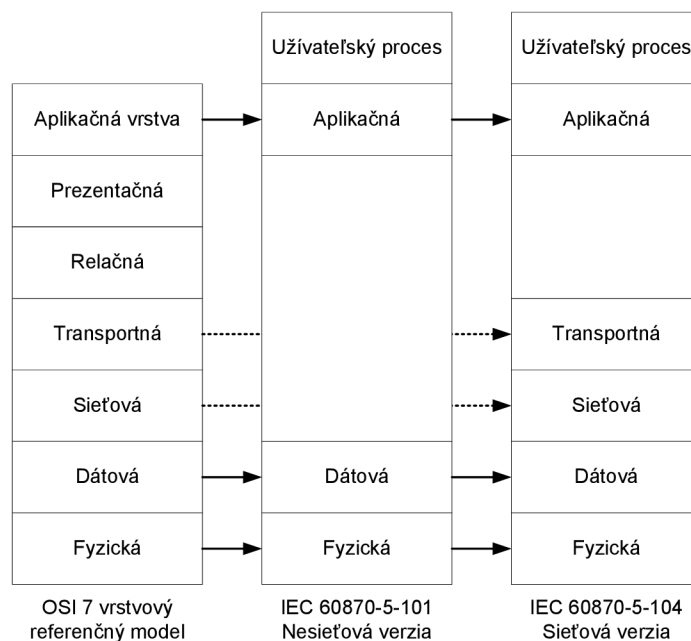 Užívateľský proces
Užívateľský proces
Aplikačná vrstva
Aplikačná
Aplikačná
Prezentačná
Relačná
Transportná
Transportná
Sieťová
Sieťová
Dátová
Dátová
Dátová
Fyzická
Fyzická
Fyzická
OSI 7 vrstvový
referenčný model
IEC 60870-5-101
Nesieťová verzia
IEC 60870-5-104
Sieťová verzia